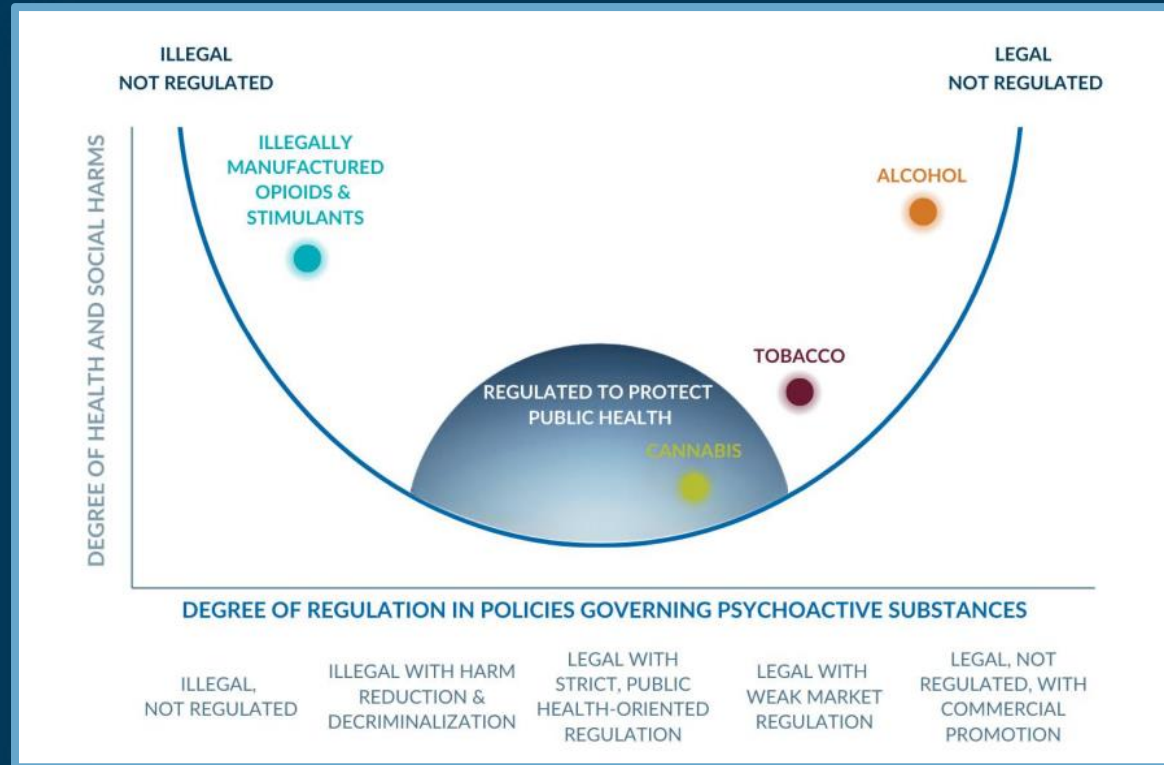 ILLEGAL
NOT REGULATED
LEGAL
NOT REGULATED
DEGREE OF HEALTH AND SOCIAL HARMS
ILLEGALLY
MANUFACTURED
OPIOIDS &
STIMULANTS
ALCOHOL
TOBACCO
REGULATED TO PROTECT
PUBLIC HEALTH
CANNABIS
DEGREE OF REGULATION IN POLICIES GOVERNING PSYCHOACTIVE SUBSTANCES
ILLEGAL,
NOT REGULATED
ILLEGAL WITH HARM
REDUCTION &
DECRIMINALIZATION
LEGAL WITH
STRICT, PUBLIC
HEALTH-ORIENTED
REGULATION
LEGAL WITH
WEAK MARKET
REGULATION
LEGAL, NOT
REGULATED, WITH
COMMERCIAL
PROMOTION